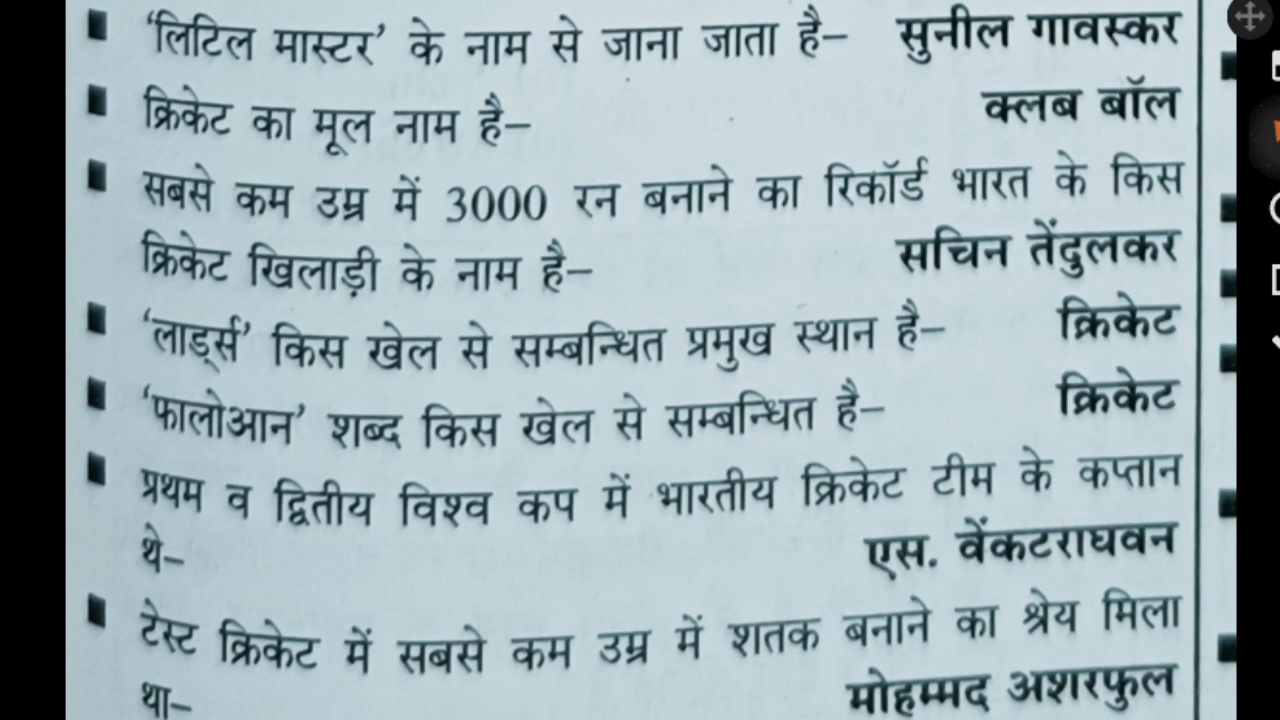 'लिटिल मास्टर' के नाम से जाना जाता है– सुनील गावस्कर
क्रिकेट का मूल नाम है– क्लब बॉल
सबसे कम उम्र में 3000 रन बनाने का रिकॉर्ड भारत के किस
क्रिकेट खिलाड़ी के नाम है– सचिन तेंदुलकर
'लार्ड्स' किस खेल से सम्बन्धित प्रमुख स्थान है– क्रिकेट
'फालोआन' शब्द किस खेल से सम्बन्धित है– क्रिकेट
प्रथम व द्वितीय विश्व कप में भारतीय क्रिकेट टीम के कप्तान
थे– एस. वेंकटराघवन
टेस्ट क्रिकेट में सबसे कम उम्र में शतक बनाने का श्रेय मिला
था– मोहम्मद अशरफुल